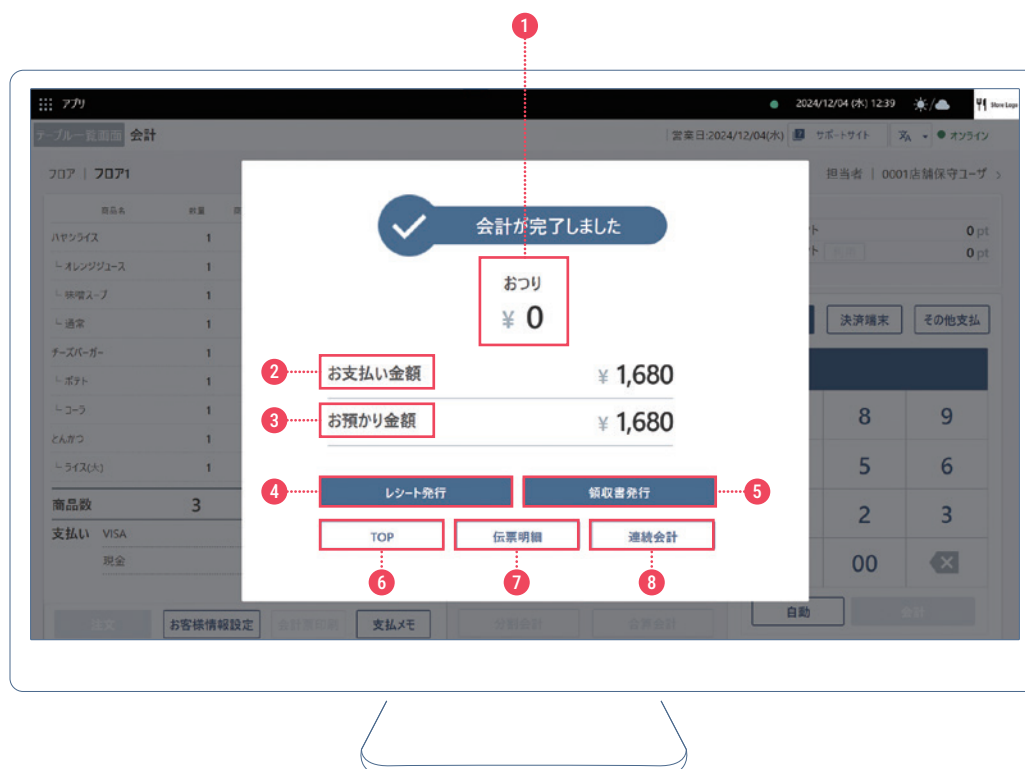 1
アプリ
2024/12/04 (水) 12:39
Store Logo
テーブル一覧画面 会計
営業日:2024/12/04(水) サポートサイト オンライン
フロア | フロア1
担当者 | 0001店舗保守ユーザ >
商品名 数量
ハヤシライス 1
└ オレンジジュース 1
└ 味噌スープ 1
└ 通常 1
チーズバーガー 1
└ ポテト 1
└ コーラ 1
とんかつ 1
└ ライス(大) 1
商品数 3
支払い VISA
現金
会計が完了しました
おつり
¥ 0
2 お支払い金額 ¥ 1,680
3 お預かり金額 ¥ 1,680
4 レシート発行 領収書発行 5
TOP 伝票明細 連続会計
6 7 8
ト 0 pt
ト 0 pt
決済端末 その他支払
8 9
5 6
2 3
00
自動 会計
注文 お客様情報設定 支払メモ 分割会計 合算会計